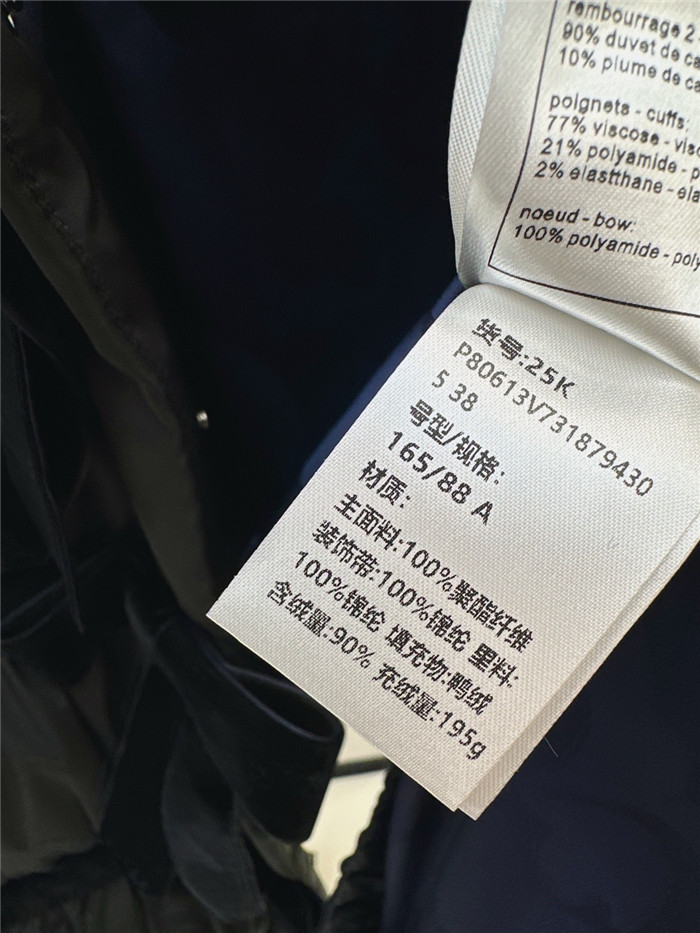 rembourrage 2
90% duvet de ca
10% plume de ca
poignets - cuffs:
77% viscose - visc
21% polyamide - p
2% elastthane - ela
noeud - bow:
100% polyamide - poly
货号:25K
P80613V731879430
5 38
号型/规格:
165/88 A
材质:
主面料:100%聚酯纤维
装饰带:100%锦纶 里料:
100%锦纶 填充物:鸭绒
含绒量:90% 充绒量:195g